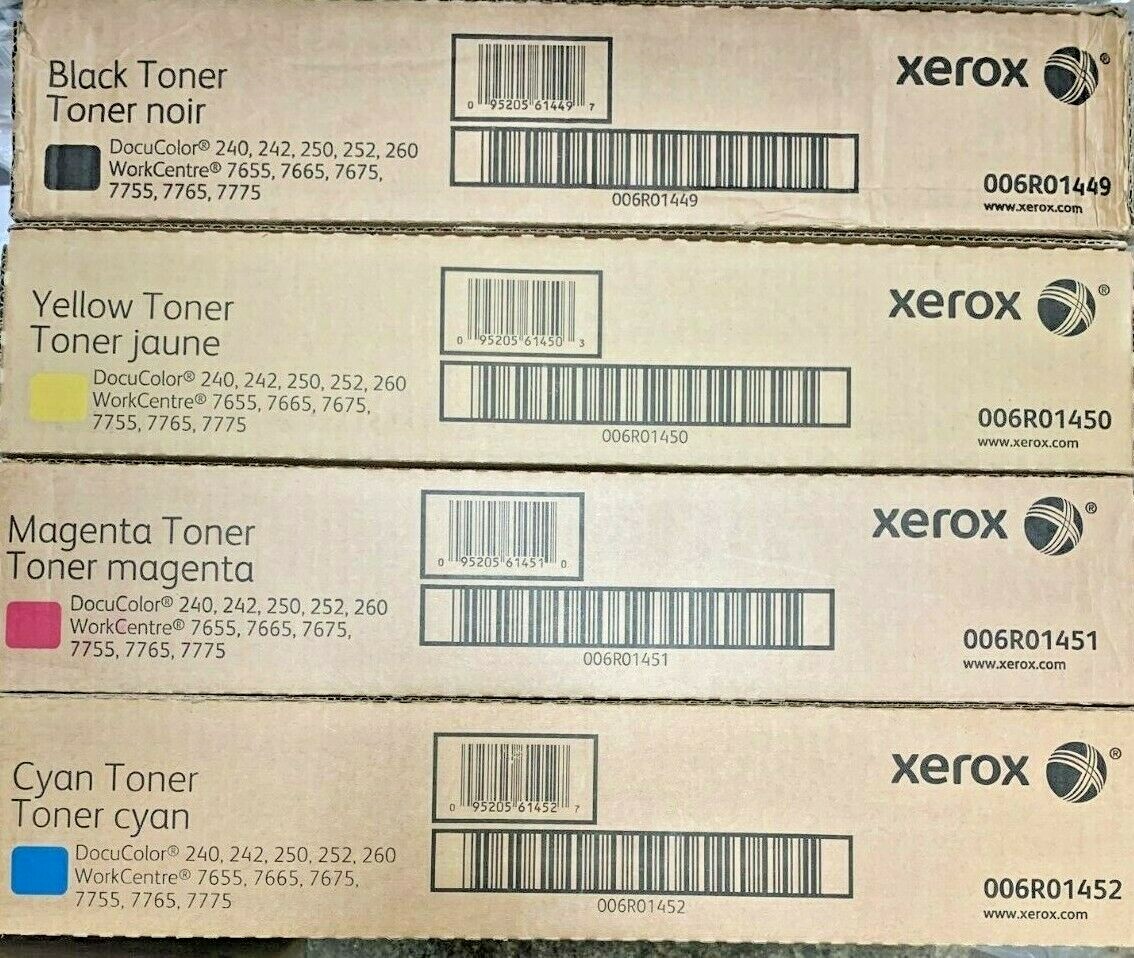 Black Toner
Toner noir
DocuColor® 240, 242, 250, 252, 260
WorkCentre® 7655, 7665, 7675,
7755, 7765, 7775
0 95205 61449 7
006R01449
xerox ®
006R01449
www.xerox.com
Yellow Toner
Toner jaune
DocuColor® 240, 242, 250, 252, 260
WorkCentre® 7655, 7665, 7675,
7755, 7765, 7775
0 95205 61450 3
006R01450
xerox ®
006R01450
www.xerox.com
Magenta Toner
Toner magenta
DocuColor® 240, 242, 250, 252, 260
WorkCentre® 7655, 7665, 7675,
7755, 7765, 7775
0 95205 61451 0
006R01451
xerox ®
006R01451
www.xerox.com
Cyan Toner
Toner cyan
DocuColor® 240, 242, 250, 252, 260
WorkCentre® 7655, 7665, 7675,
7755, 7765, 7775
0 95205 61452 7
006R01452
xerox ®
006R01452
www.xerox.com